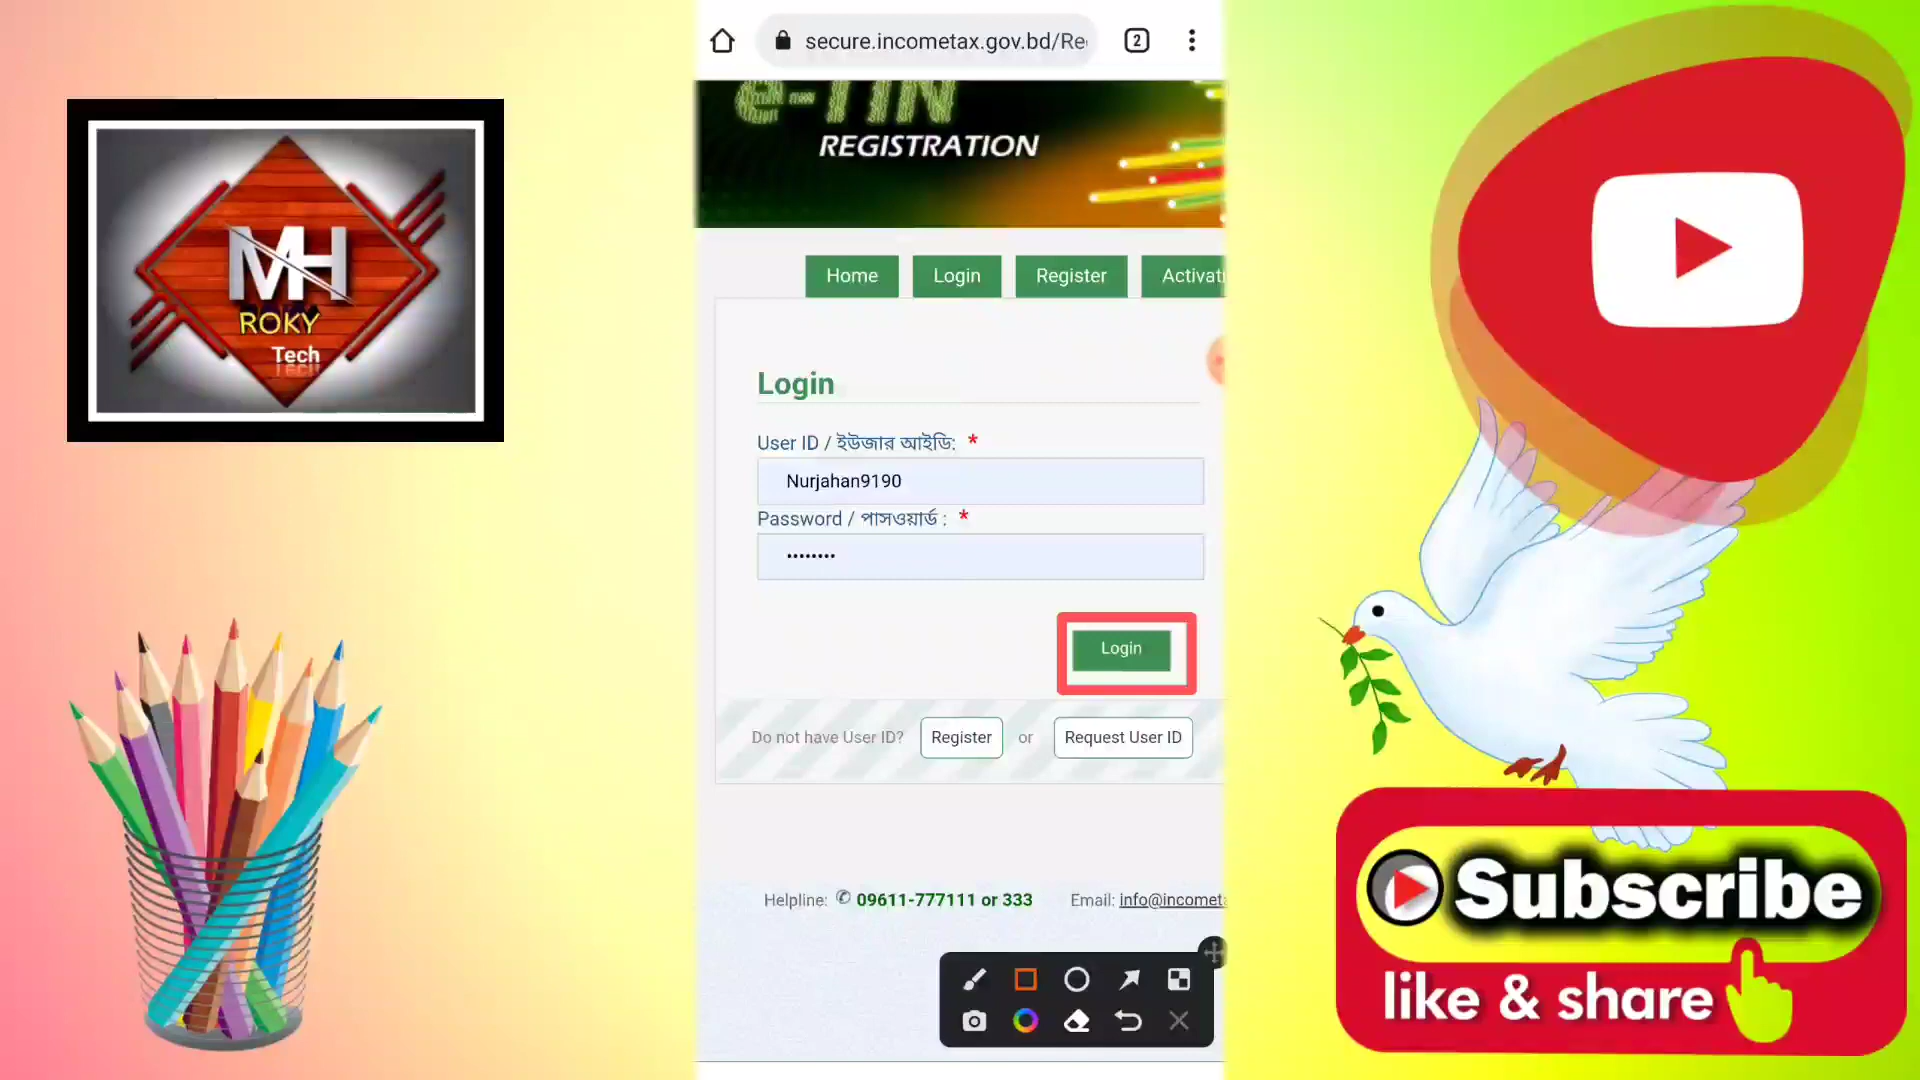 secure.incometax.gov.bd/Re
2
e-TIN
REGISTRATION
Home
Login
Register
Activati
MH
ROKY
Tech
Login
User ID / ইউজার আইডি: *
Nurjahan9190
Password / পাসওয়ার্ড : *
••••••••
Login
Do not have User ID?
Register
or
Request User ID
Helpline: 09611-777111 or 333
Email: info@incometa
Subscribe
like & share